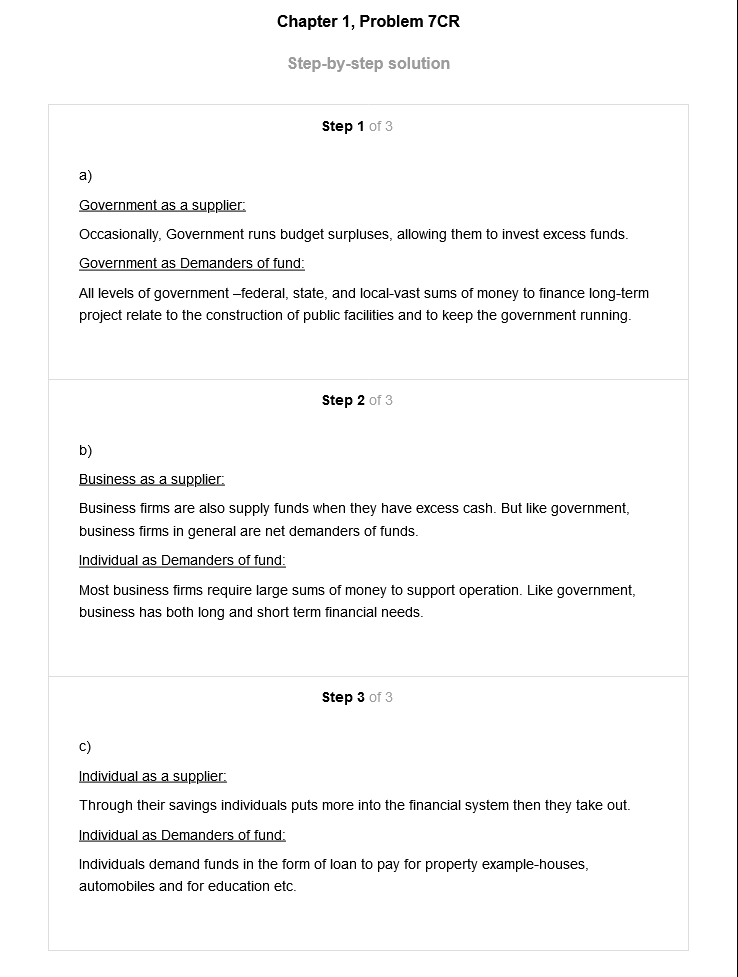 Chapter 1, Problem 7CR
Step-by-step solution
Step 1 of 3
a)
Government as a supplier:
Occasionally, Government runs budget surpluses, allowing them to invest excess funds.
Government as Demanders of fund:
All levels of government –federal, state, and local-vast sums of money to finance long-term
project relate to the construction of public facilities and to keep the government running.
Step 2 of 3
b)
Business as a supplier:
Business firms are also supply funds when they have excess cash. But like government,
business firms in general are net demanders of funds.
Individual as Demanders of fund:
Most business firms require large sums of money to support operation. Like government,
business has both long and short term financial needs.
Step 3 of 3
c)
Individual as a supplier:
Through their savings individuals puts more into the financial system then they take out.
Individual as Demanders of fund:
Individuals demand funds in the form of loan to pay for property example-houses,
automobiles and for education etc.